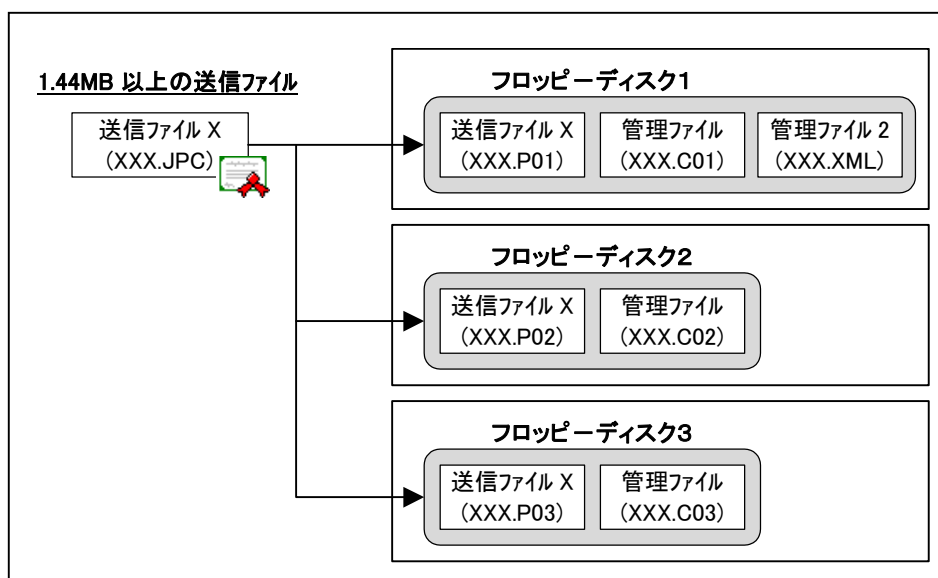 1.44MB 以上の送信ファイル
送信ファイル X
(XXX.JPC)
フロッピーディスク1
送信ファイル X
(XXX.P01)
管理ファイル
(XXX.C01)
管理ファイル 2
(XXX.XML)
フロッピーディスク2
送信ファイル X
(XXX.P02)
管理ファイル
(XXX.C02)
フロッピーディスク3
送信ファイル X
(XXX.P03)
管理ファイル
(XXX.C03)